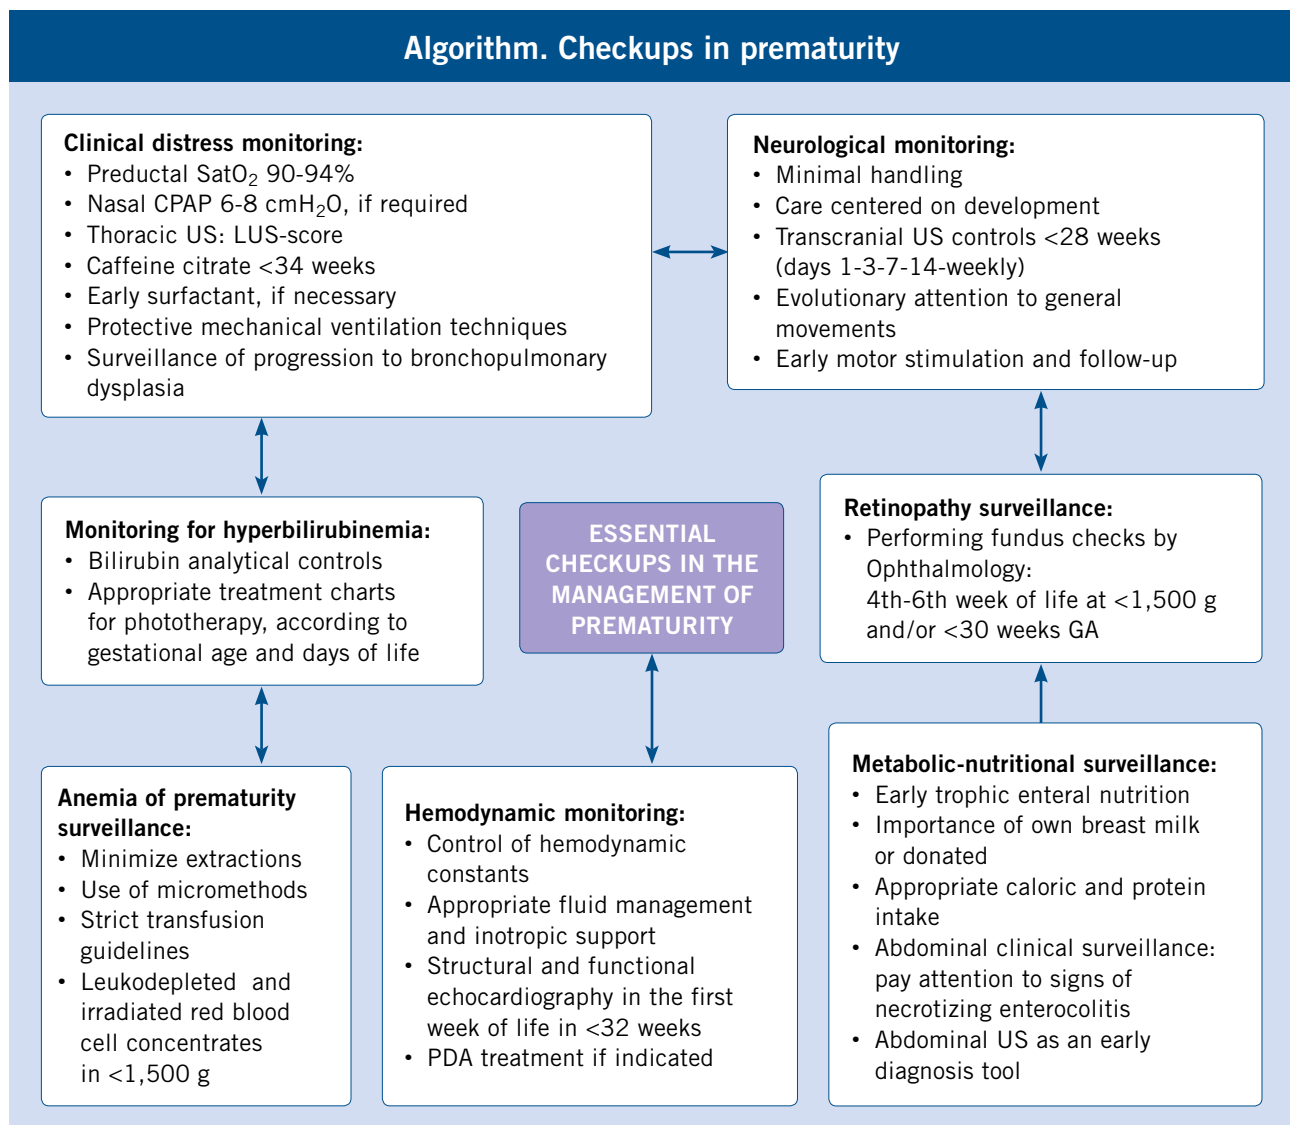 Algorithm. Checkups in prematurity
Clinical distress monitoring:
• Preductal SatO₂ 90-94%
• Nasal CPAP 6-8 cmH₂O, if required
• Thoracic US: LUS-score
• Caffeine citrate <34 weeks
• Early surfactant, if necessary
• Protective mechanical ventilation techniques
• Surveillance of progression to bronchopulmonary
dysplasia
Neurological monitoring:
• Minimal handling
• Care centered on development
• Transcranial US controls <28 weeks
(days 1-3-7-14-weekly)
• Evolutionary attention to general
movements
• Early motor stimulation and follow-up
Monitoring for hyperbilirubinemia:
• Bilirubin analytical controls
• Appropriate treatment charts
for phototherapy, according to
gestational age and days of life
ESSENTIAL
CHECKUPS IN THE
MANAGEMENT OF
PREMATURITY
Retinopathy surveillance:
• Performing fundus checks by
Ophthalmology:
4th-6th week of life at <1,500 g
and/or <30 weeks GA
Anemia of prematurity
surveillance:
• Minimize extractions
• Use of micromethods
• Strict transfusion
guidelines
• Leukodepleted and
irradiated red blood
cell concentrates
in <1,500 g
Hemodynamic monitoring:
• Control of hemodynamic
constants
• Appropriate fluid management
and inotropic support
• Structural and functional
echocardiography in the first
week of life in <32 weeks
• PDA treatment if indicated
Metabolic-nutritional surveillance:
• Early trophic enteral nutrition
• Importance of own breast milk
or donated
• Appropriate caloric and protein
intake
• Abdominal clinical surveillance:
pay attention to signs of
necrotizing enterocolitis
• Abdominal US as an early
diagnosis tool